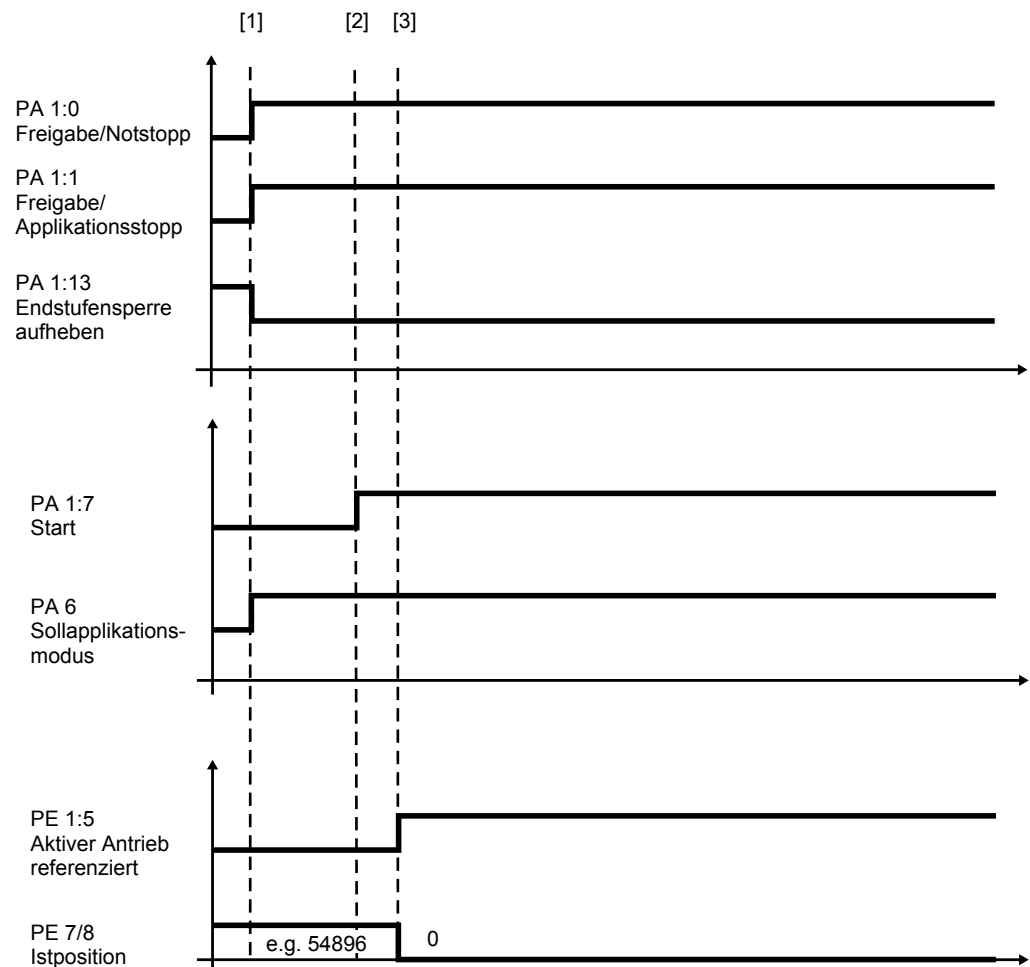 [1] [2] [3]
PA 1:0
Freigabe/Notstopp
PA 1:1
Freigabe/
Applikationsstopp
PA 1:13
Endstufensperre
aufheben
PA 1:7
Start
PA 6
Sollapplikations-
modus
PE 1:5
Aktiver Antrieb
referenziert
PE 7/8
Istposition
e.g. 54896 0